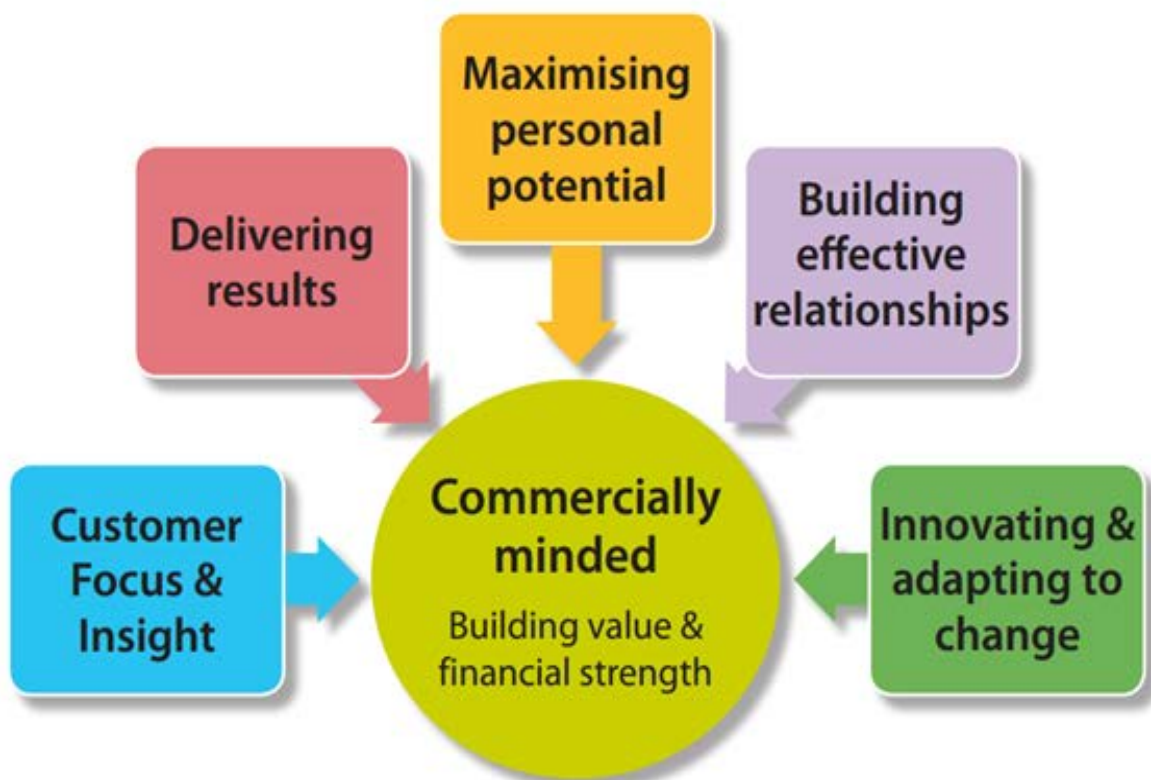 Maximising
personal
potential
Delivering
results
Building
effective
relationships
Customer
Focus &
Insight
Commercially
minded
Building value &
financial strength
Innovating &
adapting to
change